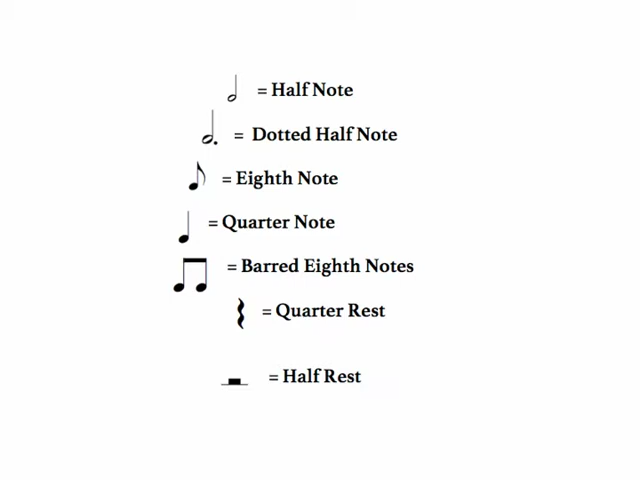 = Half Note
= Dotted Half Note
= Eighth Note
= Quarter Note
= Barred Eighth Notes
= Quarter Rest
= Half Rest